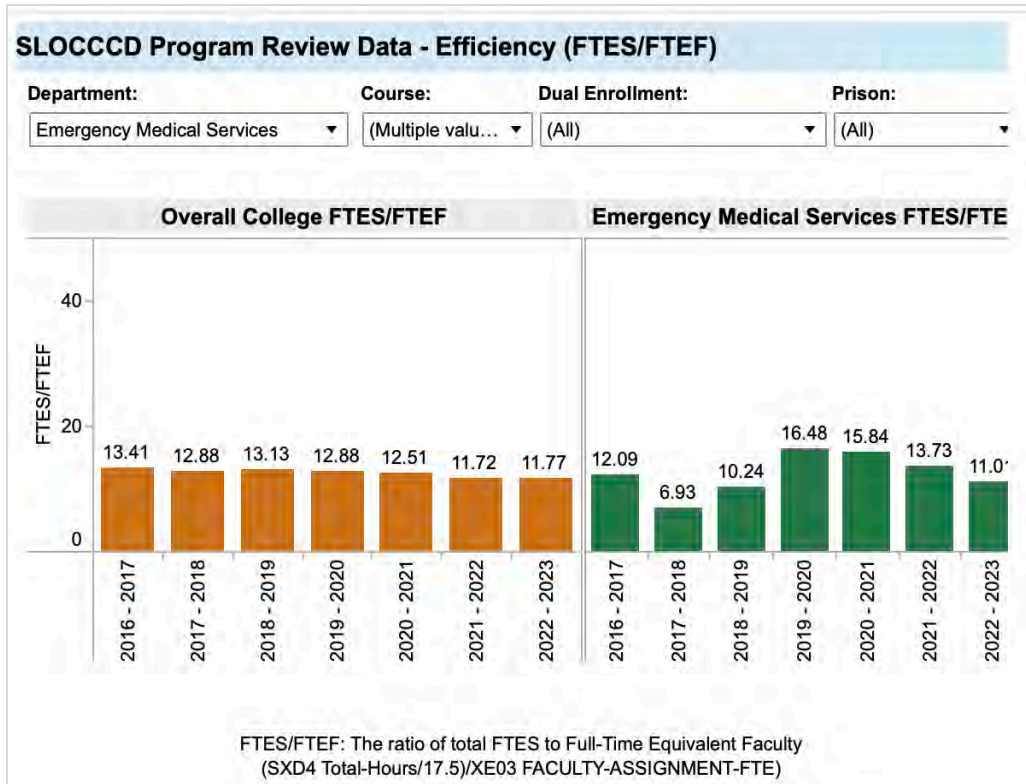 SLOCCCD Program Review Data - Efficiency (FTES/FTEF)
Department: Course: Dual Enrollment: Prison:
Emergency Medical Services (Multiple valu... (All) (All)
Overall College FTES/FTEF Emergency Medical Services FTES/FTE
40
20
0
FTES/FTEF
13.41 12.88 13.13 12.88 12.51 11.72 11.77 12.09 6.93 10.24 16.48 15.84 13.73 11.0
2016 - 2017
2017 - 2018
2018 - 2019
2019 - 2020
2020 - 2021
2021 - 2022
2022 - 2023
2016 - 2017
2017 - 2018
2018 - 2019
2019 - 2020
2020 - 2021
2021 - 2022
2022 - 2023
FTES/FTEF: The ratio of total FTES to Full-Time Equivalent Faculty
(SXD4 Total-Hours/17.5)/XE03 FACULTY-ASSIGNMENT-FTE)